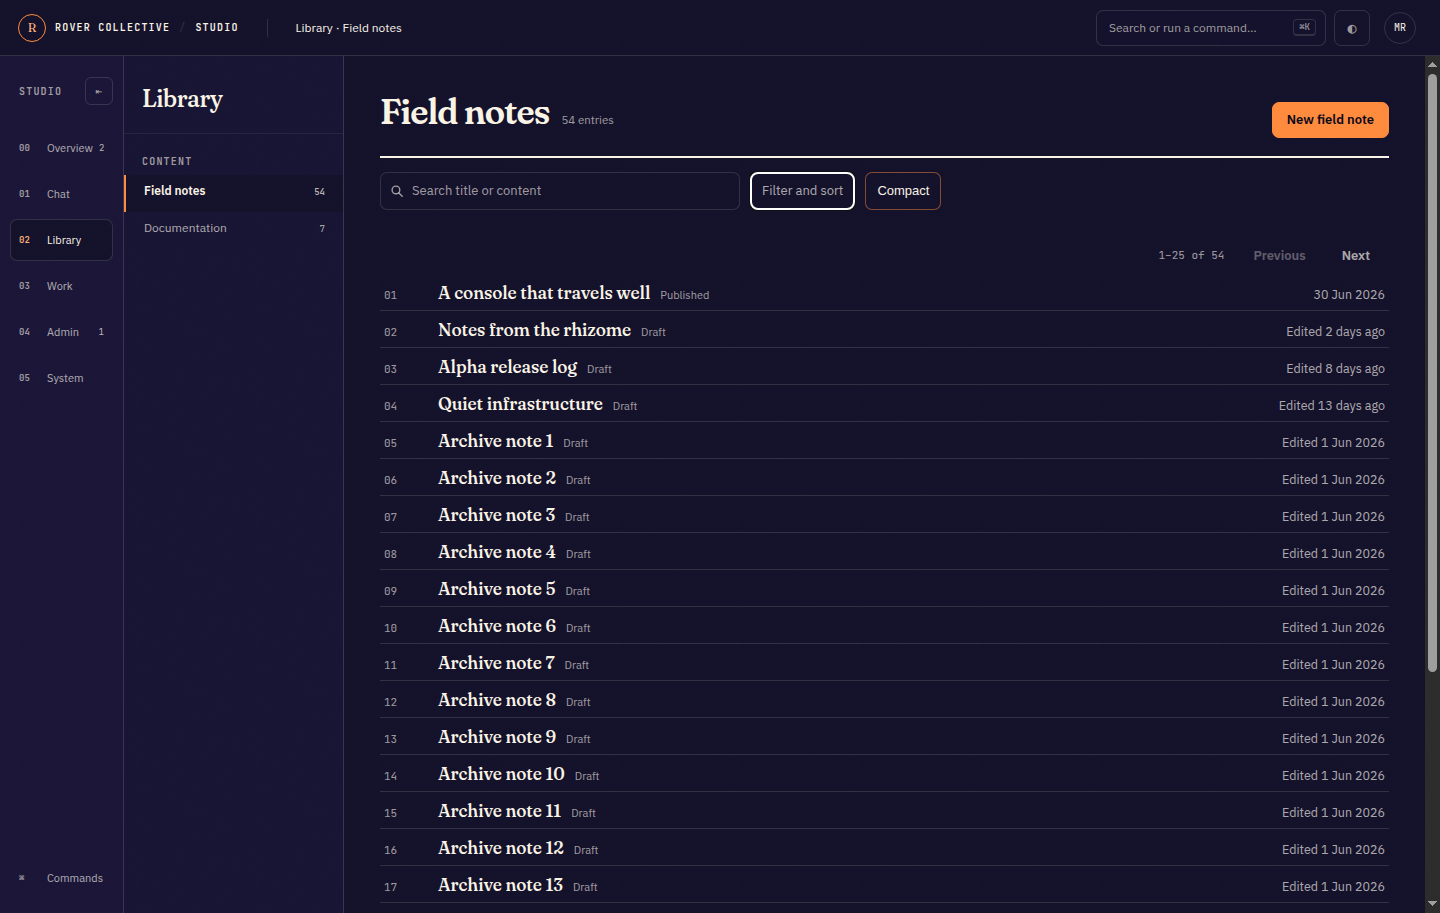 R ROVER COLLECTIVE / STUDIO Library · Field notes Search or run a command... ⌘K ◐ MR
STUDIO ⇤
00 Overview 2
01 Chat
02 Library
03 Work
04 Admin 1
05 System
⌘ Commands
Library
CONTENT
Field notes 54
Documentation 7
Field notes 54 entries New field note
Search title or content Filter and sort Compact
1–25 of 54 Previous Next
01 A console that travels well Published 30 Jun 2026
02 Notes from the rhizome Draft Edited 2 days ago
03 Alpha release log Draft Edited 8 days ago
04 Quiet infrastructure Draft Edited 13 days ago
05 Archive note 1 Draft Edited 1 Jun 2026
06 Archive note 2 Draft Edited 1 Jun 2026
07 Archive note 3 Draft Edited 1 Jun 2026
08 Archive note 4 Draft Edited 1 Jun 2026
09 Archive note 5 Draft Edited 1 Jun 2026
10 Archive note 6 Draft Edited 1 Jun 2026
11 Archive note 7 Draft Edited 1 Jun 2026
12 Archive note 8 Draft Edited 1 Jun 2026
13 Archive note 9 Draft Edited 1 Jun 2026
14 Archive note 10 Draft Edited 1 Jun 2026
15 Archive note 11 Draft Edited 1 Jun 2026
16 Archive note 12 Draft Edited 1 Jun 2026
17 Archive note 13 Draft Edited 1 Jun 2026